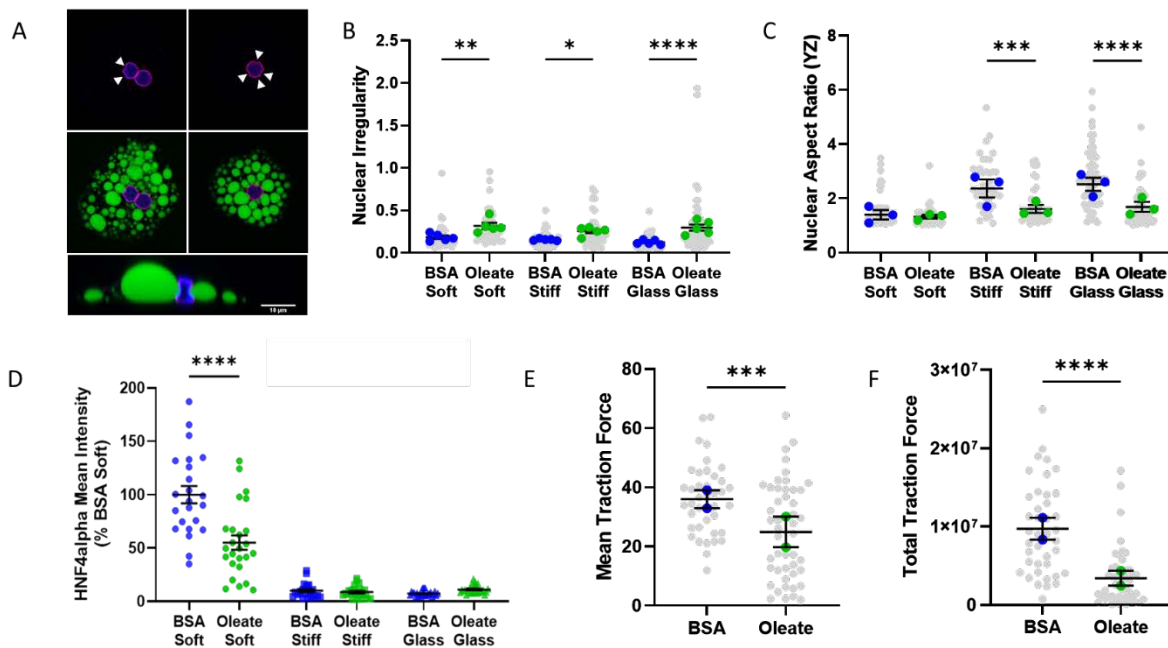 A
10 μm
B
Nuclear Irregularity
2.5
2.0
1.5
1.0
0.5
0.0
**
*
****
BSA Soft
Oleate Soft
BSA Stiff
Oleate Stiff
BSA Glass
Oleate Glass
C
Nuclear Aspect Ratio (YZ)
8
6
4
2
0
***
****
BSA Soft
Oleate Soft
BSA Stiff
Oleate Stiff
BSA Glass
Oleate Glass
D
HNF4alpha Mean Intensity
(% BSA Soft)
200
150
100
50
0
****
BSA Soft
Oleate Soft
BSA Stiff
Oleate Stiff
BSA Glass
Oleate Glass
E
Mean Traction Force
80
60
40
20
0
***
BSA
Oleate
F
Total Traction Force
3×10⁷
2×10⁷
1×10⁷
0
****
BSA
Oleate